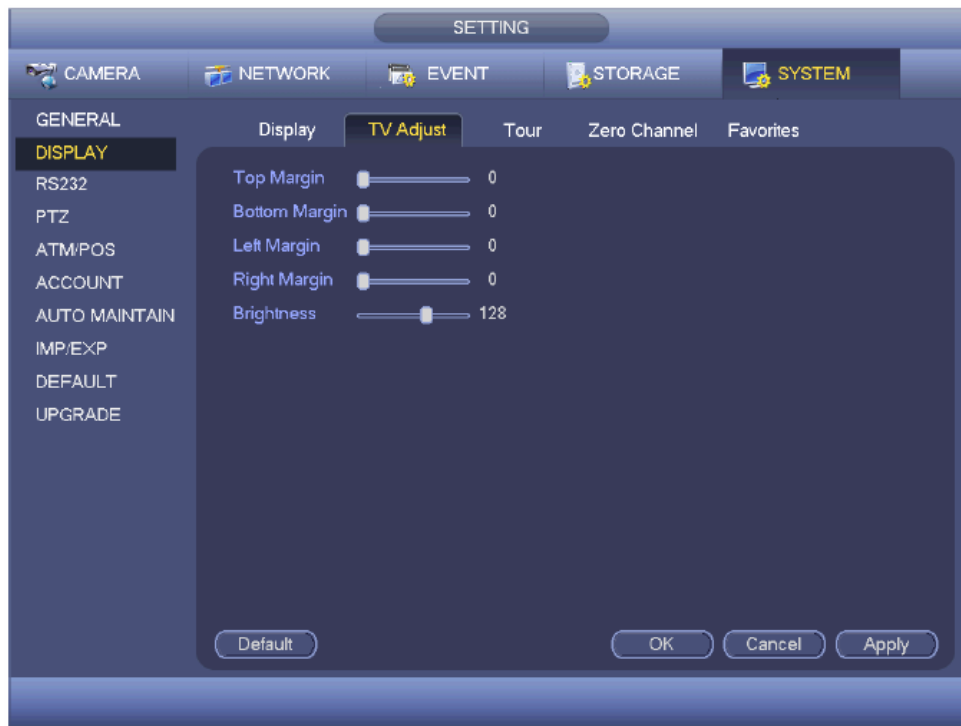 SETTING
CAMERA NETWORK EVENT STORAGE SYSTEM
GENERAL
DISPLAY
RS232
PTZ
ATM/POS
ACCOUNT
AUTO MAINTAIN
IMP/EXP
DEFAULT
UPGRADE
Display TV Adjust Tour Zero Channel Favorites
Top Margin 0
Bottom Margin 0
Left Margin 0
Right Margin 0
Brightness 128
Default OK Cancel Apply